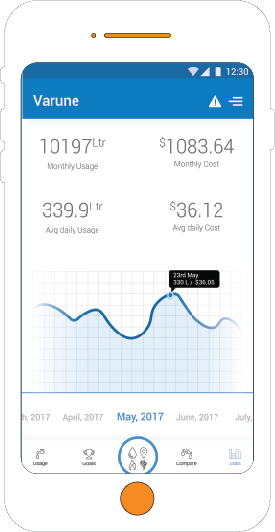 12:30
Varune
10197Ltr
$1083.64
Monthly Usage
Monthly Cost
339.9Ltr
$36.12
Avg daily Usage
Avg daily Cost
23rd May
330 L / $36.05
h, 2017 April, 2017 May, 2017 June, 2017 July,
Usage Goals Compare Stats